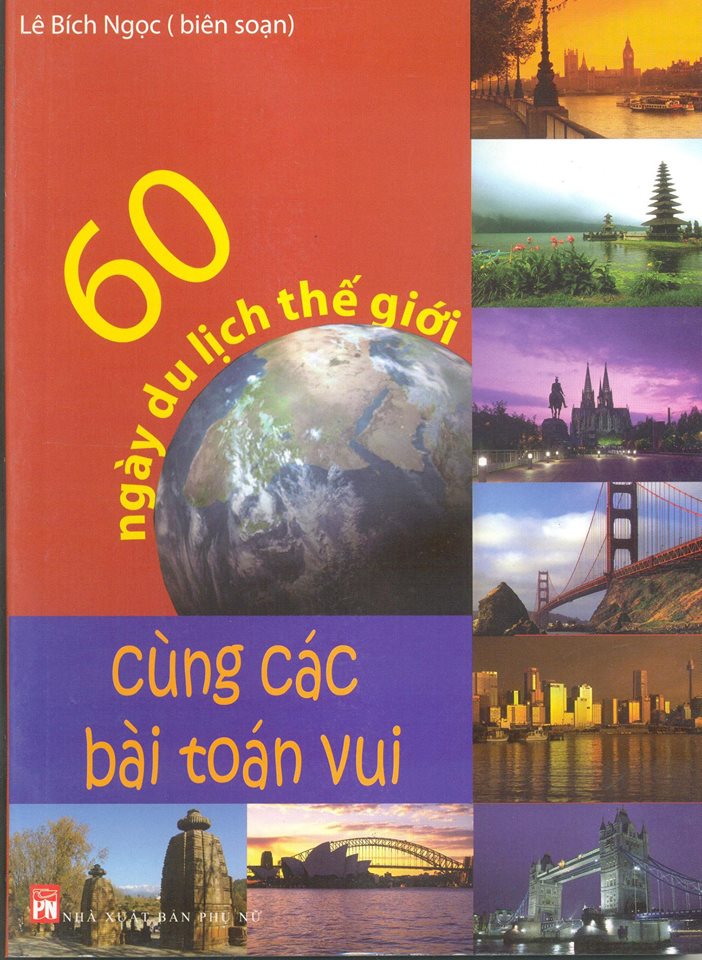 Lê Bích Ngọc ( biên soạn)
60
ngày du lịch thế giới
cùng các
bài toán vui
PN
NHÀ XUẤT BẢN PHỤ NỮ